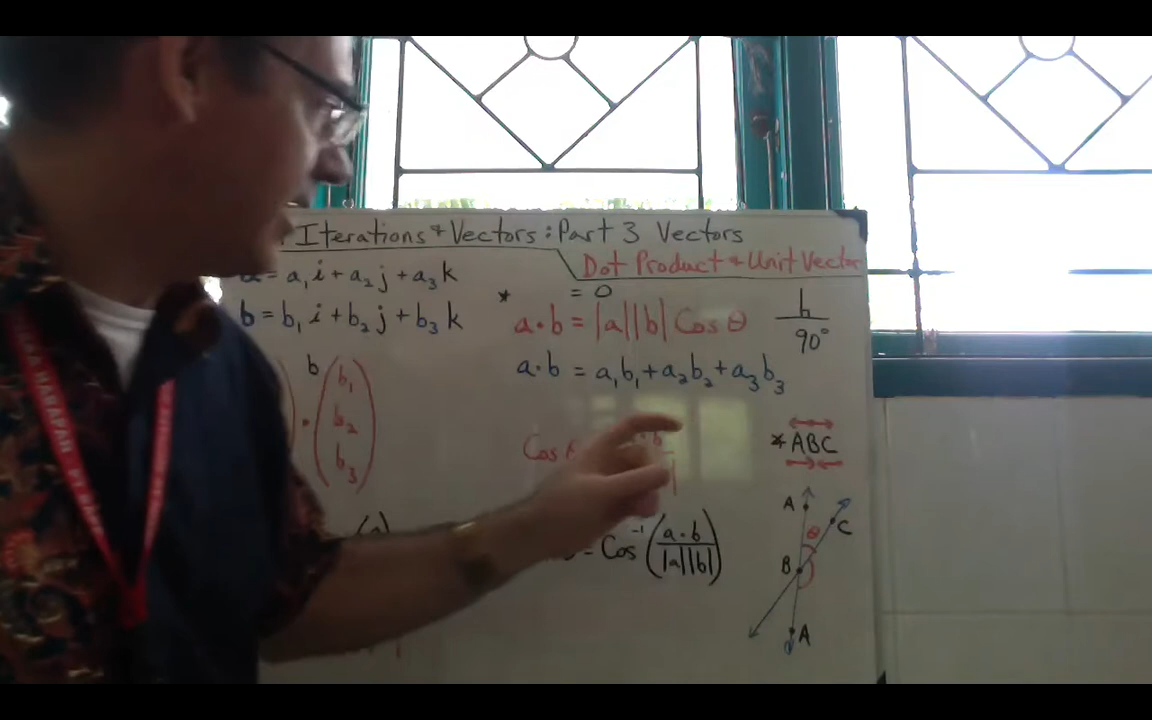 Iterations + Vectors : Part 3 Vectors
Dot Product + Unit Vector
a = a₁i + a₂j + a₃k
b = b₁i + b₂j + b₃k
* = 0
a·b = |a||b| Cos θ
b
90°
a·b = a₁b₁ + a₂b₂ + a₃b₃
b
· (b₁
b₂
b₃)
Cos
b
* ABC
= Cos⁻¹ (a·b / |a||b|)
A
C
θ
B
A